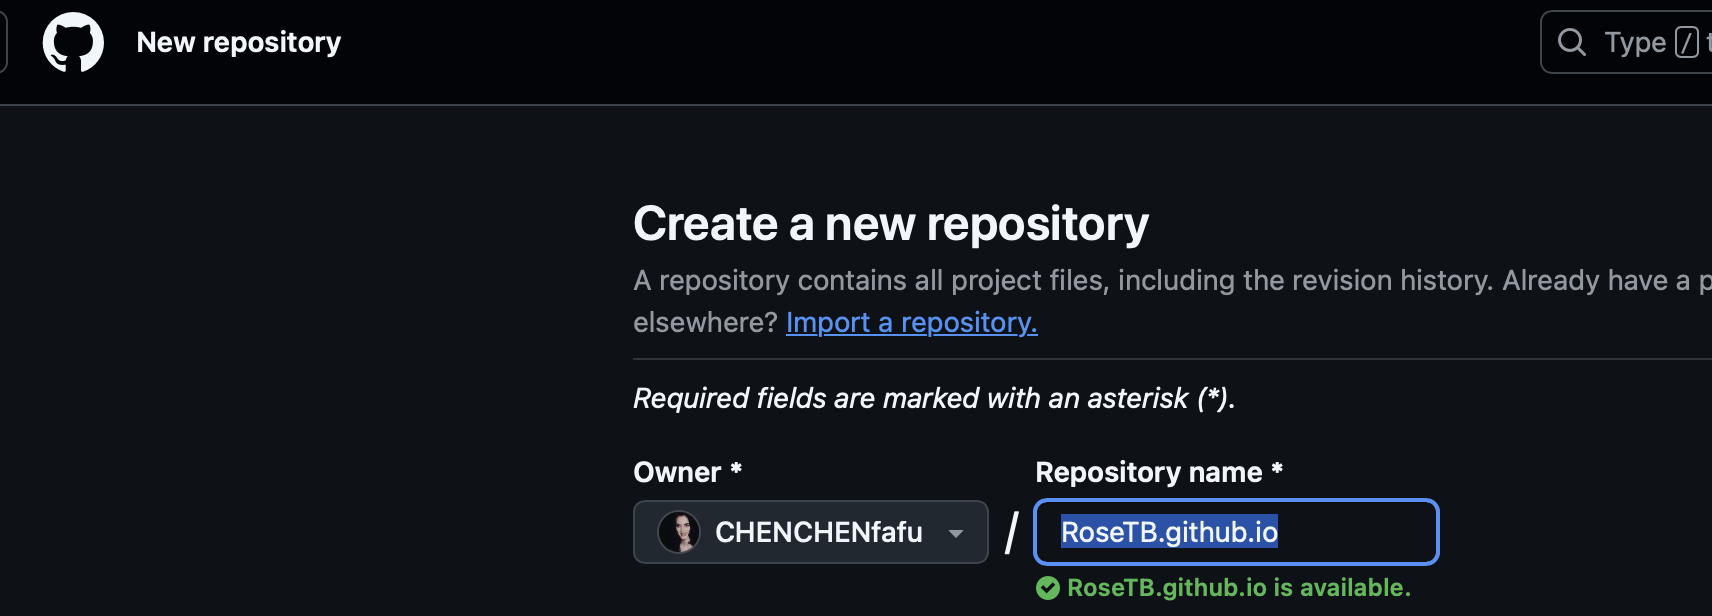 New repository
Type / t
Create a new repository
A repository contains all project files, including the revision history. Already have a p
elsewhere? Import a repository.
Required fields are marked with an asterisk (*).
Owner *
Repository name *
CHENCHENfafu / RoseTB.github.io
RoseTB.github.io is available.